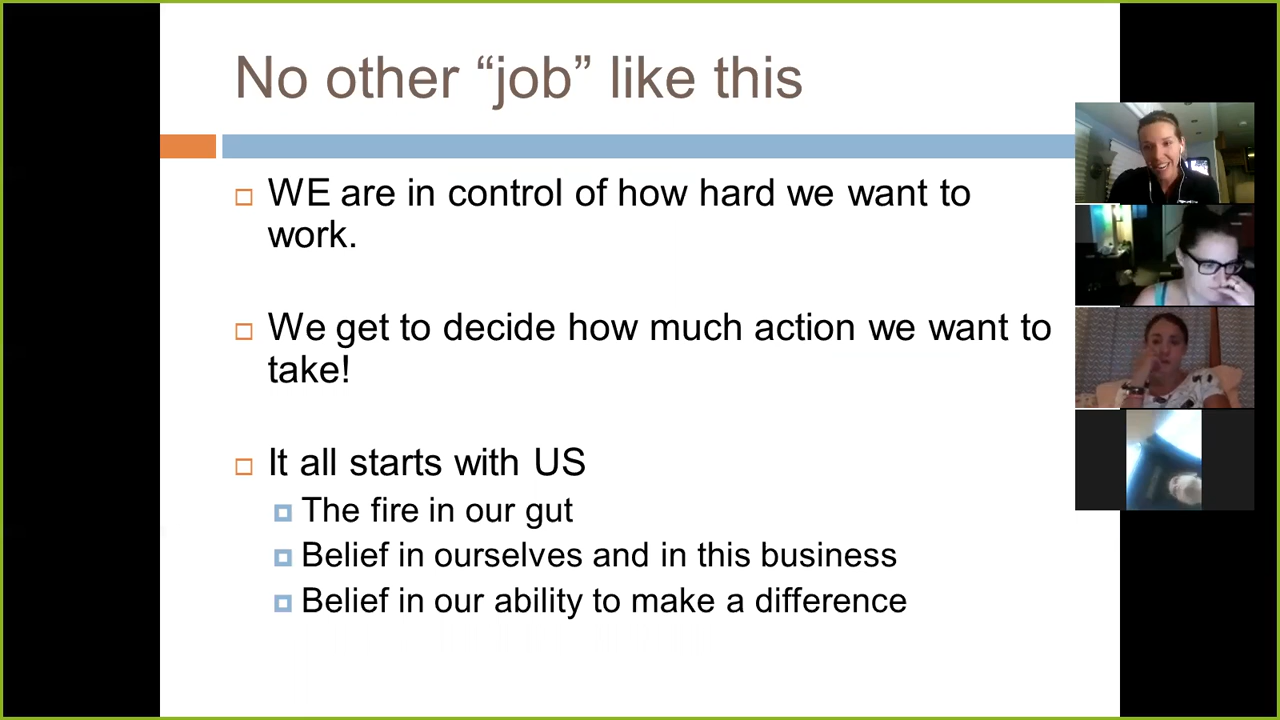 No other “job” like this
WE are in control of how hard we want to
work.
We get to decide how much action we want to
take!
It all starts with US
The fire in our gut
Belief in ourselves and in this business
Belief in our ability to make a difference